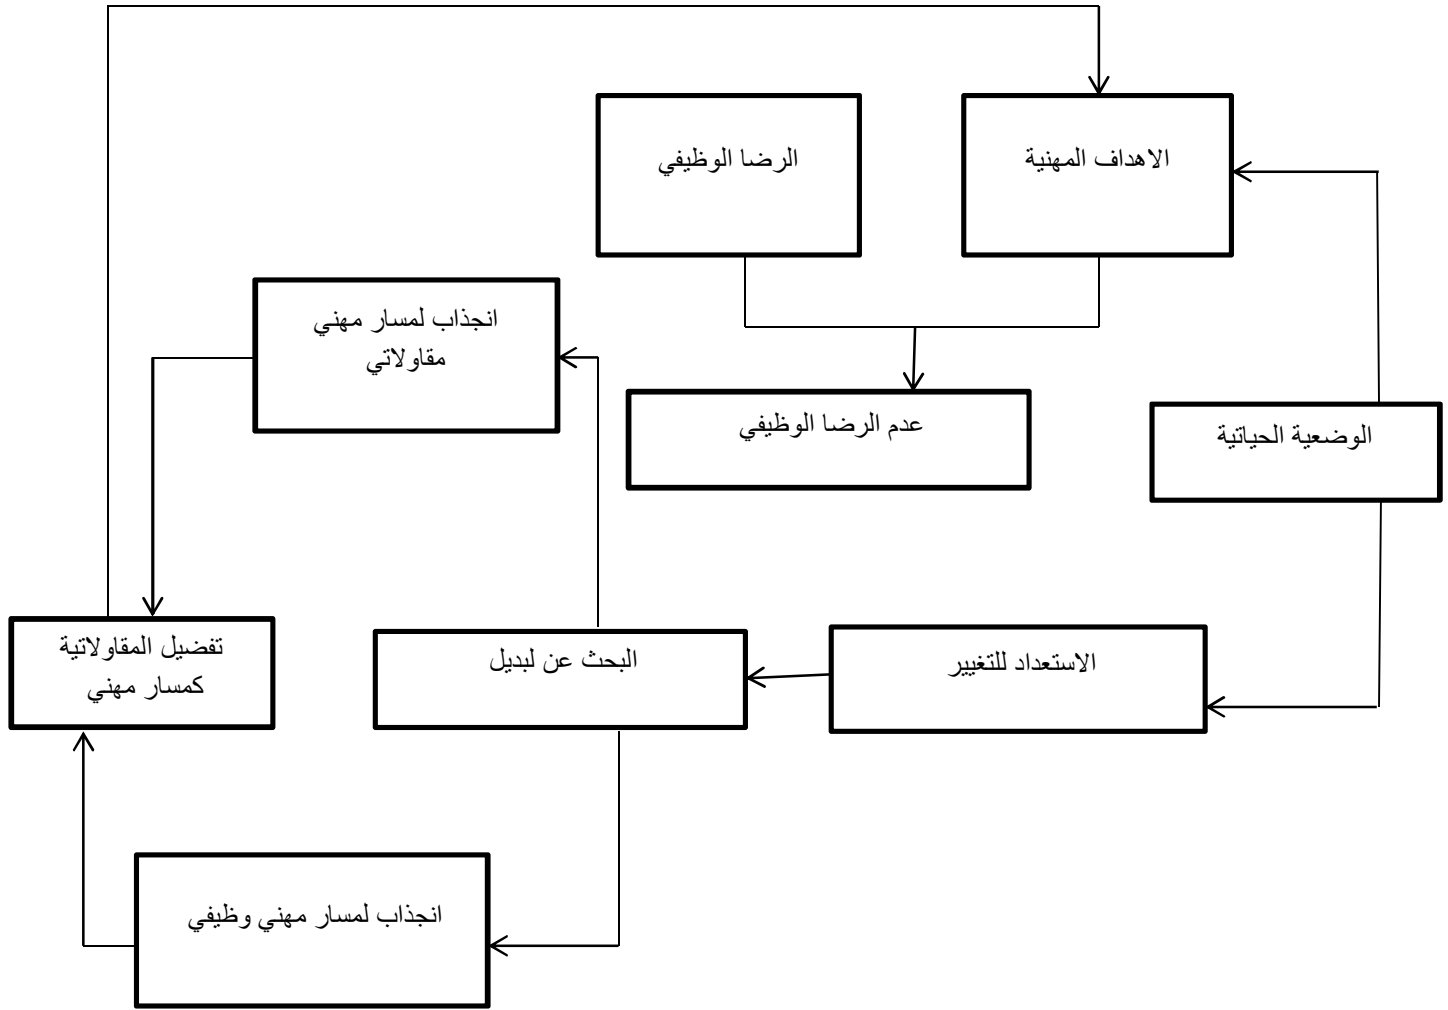 الاهداف المهنية
الرضا الوظيفي
انجذاب لمسار مهني
مقاولاتي
عدم الرضا الوظيفي
الوضعية الحياتية
الاستعداد للتغيير
البحث عن لبديل
تفضيل المقاولاتية
كمسار مهني
انجذاب لمسار مهني وظيفي